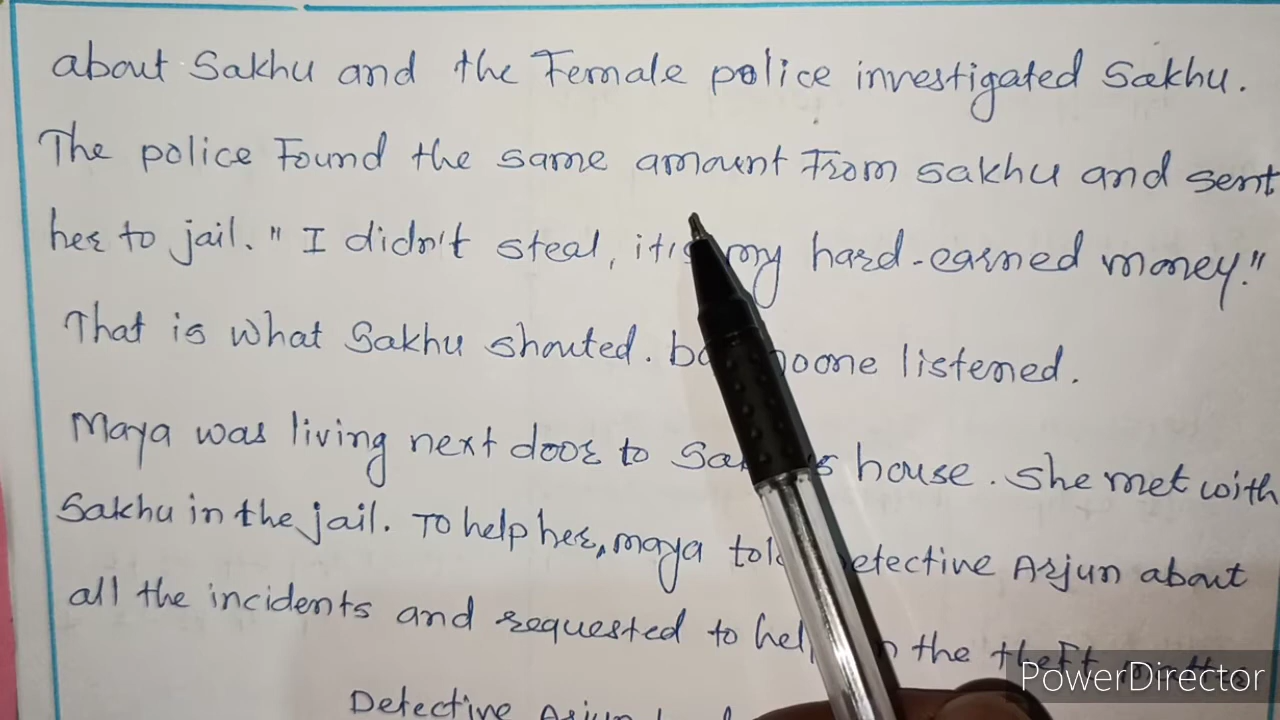 about Sakhu and the Female police investigated Sakhu.
The police Found the same amount From Sakhu and sent
her to jail. "I didn't steal, it's my hard-earned money!"
That is what Sakhu shouted. noone listened.
Maya was living next door to house. She met with
Sakhu in the jail. To help her, maya told Detective Arjun about
all the incidents and requested to help the theft
Detective Arjun
PowerDirector